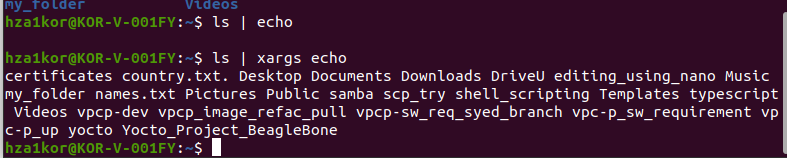 my_folder Videos
hza1kor@KOR-V-001FY:~$ ls | echo

hza1kor@KOR-V-001FY:~$ ls | xargs echo
certificates country.txt. Desktop Documents Downloads DriveU editing_using_nano Music
my_folder names.txt Pictures Public samba scp_try shell_scripting Templates typescript
 Videos vpcp-dev vpcp_image_refac_pull vpcp-sw_req_syed_branch vpc-p_sw_requirement vp
c-p_up yocto Yocto_Project_BeagleBone
hza1kor@KOR-V-001FY:~$